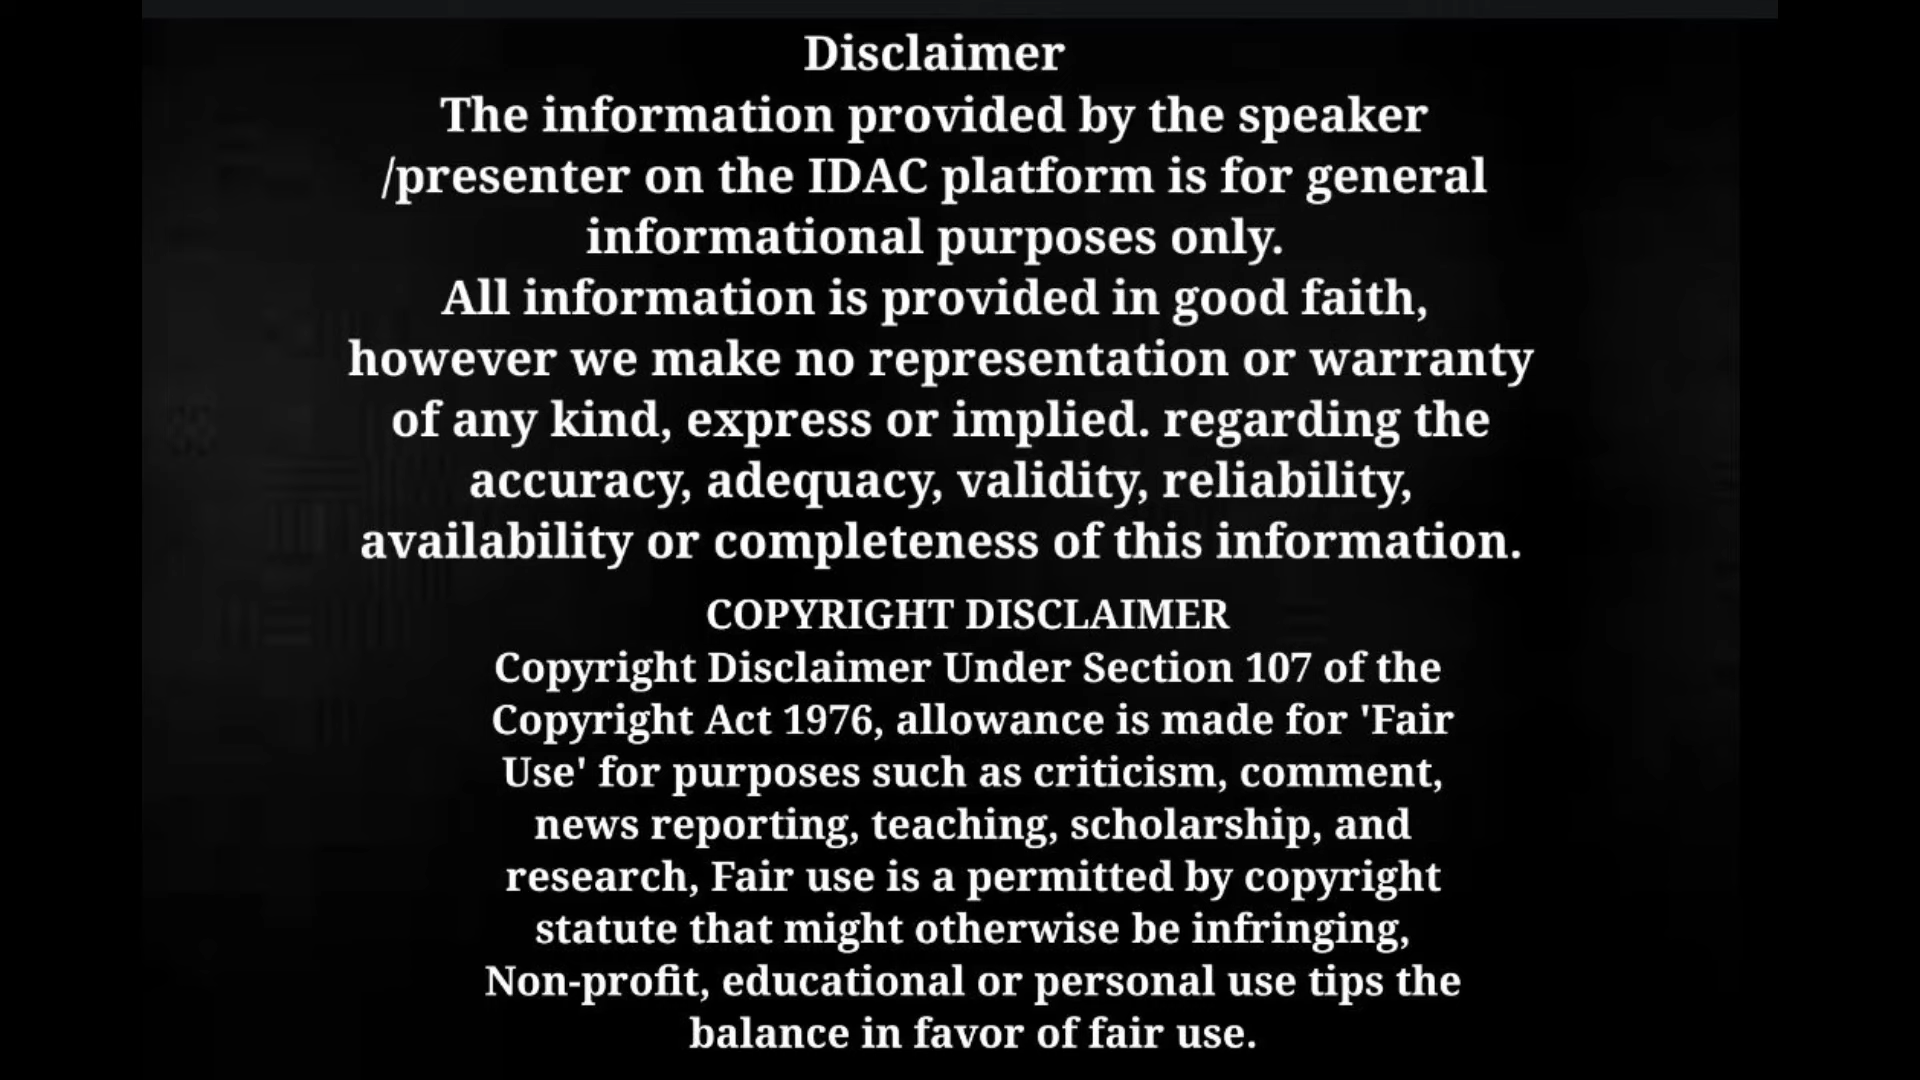 Disclaimer
The information provided by the speaker
/presenter on the IDAC platform is for general
informational purposes only.
All information is provided in good faith,
however we make no representation or warranty
of any kind, express or implied. regarding the
accuracy, adequacy, validity, reliability,
availability or completeness of this information.
COPYRIGHT DISCLAIMER
Copyright Disclaimer Under Section 107 of the
Copyright Act 1976, allowance is made for 'Fair
Use' for purposes such as criticism, comment,
news reporting, teaching, scholarship, and
research, Fair use is a permitted by copyright
statute that might otherwise be infringing,
Non-profit, educational or personal use tips the
balance in favor of fair use.